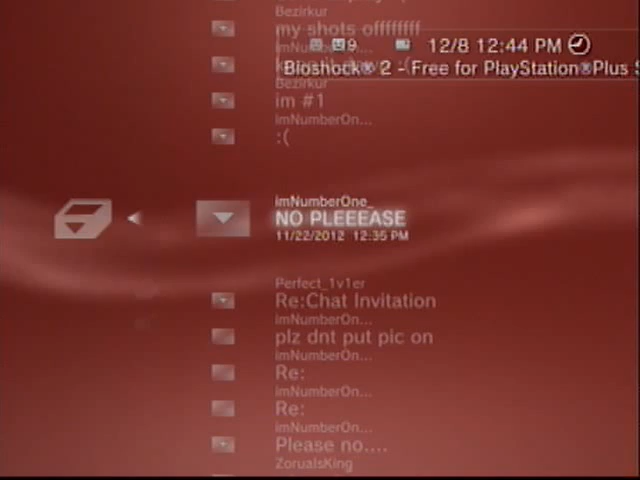 Bezirkur
my shots offfffff
9
12/8 12:44 PM
imNumberOn...
Bioshock® 2 - (Free for PlayStation®Plus S
Bezirkur
im #1
imNumberOn...
:(
imNumberOne_
NO PLEEEASE
11/22/2012 12:35 PM
Perfect_1v1er
Re:Chat Invitation
imNumberOn...
plz dnt put pic on
imNumberOn...
Re:
imNumberOn...
Re:
imNumberOn...
Please no....
ZorualsKing